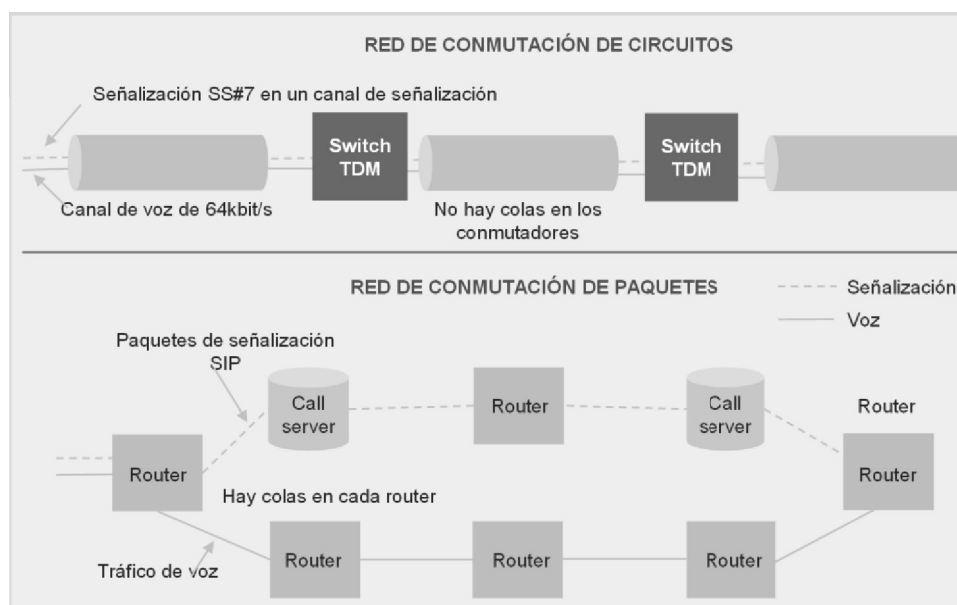 RED DE CONMUTACIÓN DE CIRCUITOS
Señalización SS#7 en un canal de señalización
Switch
TDM
Switch
TDM
Canal de voz de 64kbit/s
No hay colas en los
conmutadores
RED DE CONMUTACIÓN DE PAQUETES
Señalización
Voz
Paquetes de señalización
SIP
Call
server
Router
Call
server
Router
Router
Router
Hay colas en cada router
Router
Router
Router
Tráfico de voz